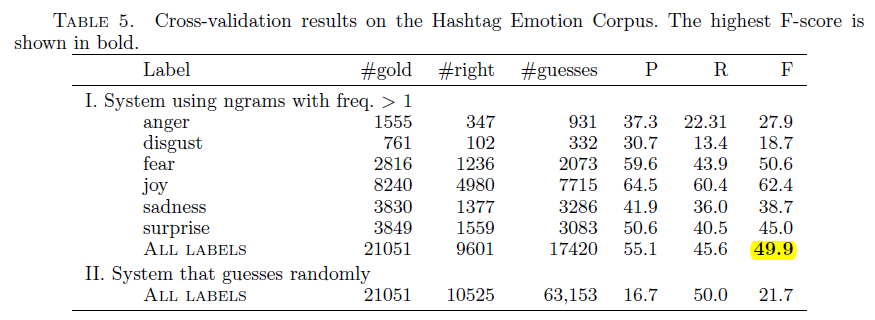 TABLE 5. Cross-validation results on the Hashtag Emotion Corpus. The highest F-score is
shown in bold.
Label #gold #right #guesses P R F
I. System using ngrams with freq. > 1
anger 1555 347 931 37.3 22.31 27.9
disgust 761 102 332 30.7 13.4 18.7
fear 2816 1236 2073 59.6 43.9 50.6
joy 8240 4980 7715 64.5 60.4 62.4
sadness 3830 1377 3286 41.9 36.0 38.7
surprise 3849 1559 3083 50.6 40.5 45.0
ALL LABELS 21051 9601 17420 55.1 45.6 49.9
II. System that guesses randomly
ALL LABELS 21051 10525 63,153 16.7 50.0 21.7